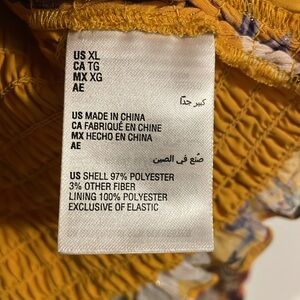 US XL
CA TG
MX XG
AE
كبير جدًا
US MADE IN CHINA
CA FABRIQUÉ EN CHINE
MX HECHO EN CHINA
AE
صُنع في الصين
US SHELL 97% POLYESTER
3% OTHER FIBER
LINING 100% POLYESTER
EXCLUSIVE OF ELASTIC